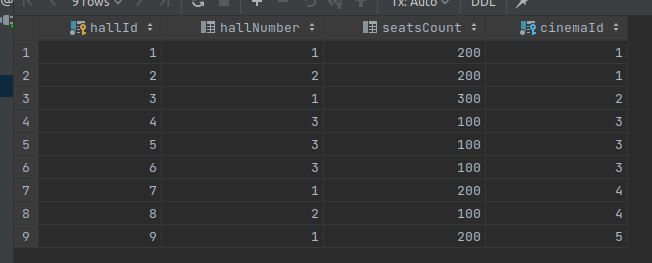 9 rows Tx: Auto DDL
hallId hallNumber seatsCount cinemaId
1 1 1 200 1
2 2 2 200 1
3 3 1 300 2
4 4 3 100 3
5 5 3 100 3
6 6 3 100 3
7 7 1 200 4
8 8 2 100 4
9 9 1 200 5